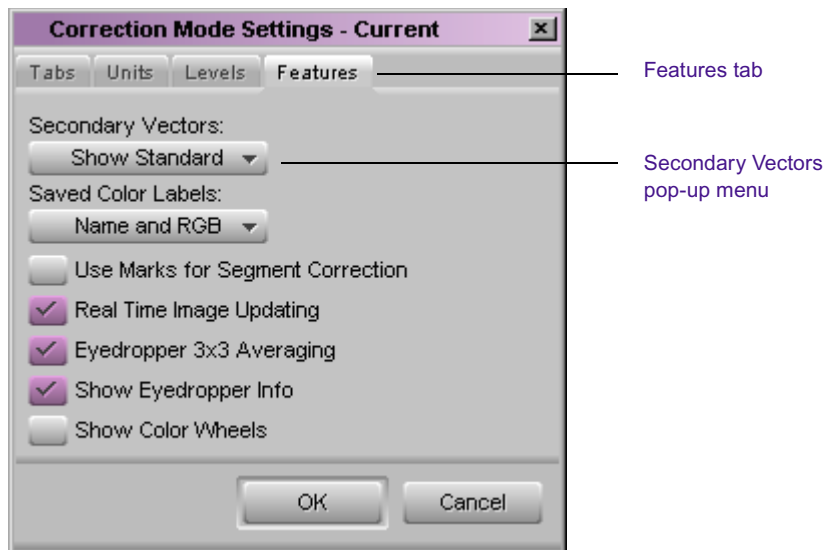 Correction Mode Settings - Current
Tabs Units Levels Features
Features tab
Secondary Vectors:
Show Standard
Secondary Vectors
pop-up menu
Saved Color Labels:
Name and RGB
Use Marks for Segment Correction
Real Time Image Updating
Eyedropper 3x3 Averaging
Show Eyedropper Info
Show Color Wheels
OK Cancel